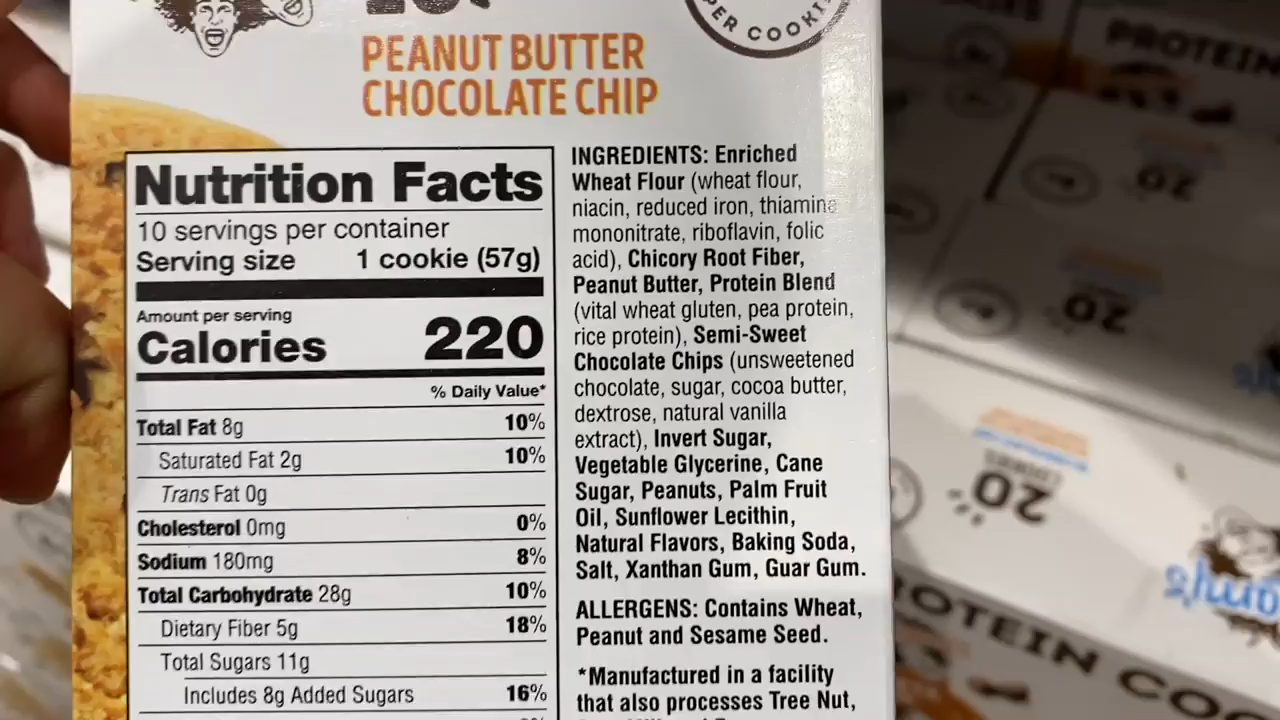 PER COOKIE
PEANUT BUTTER
CHOCOLATE CHIP
Nutrition Facts
10 servings per container
Serving size 1 cookie (57g)
Amount per serving
Calories 220
% Daily Value*
Total Fat 8g 10%
Saturated Fat 2g 10%
Trans Fat 0g
Cholesterol 0mg 0%
Sodium 180mg 8%
Total Carbohydrate 28g 10%
Dietary Fiber 5g 18%
Total Sugars 11g
Includes 8g Added Sugars 16%
INGREDIENTS: Enriched
Wheat Flour (wheat flour,
niacin, reduced iron, thiamine
mononitrate, riboflavin, folic
acid), Chicory Root Fiber,
Peanut Butter, Protein Blend
(vital wheat gluten, pea protein,
rice protein), Semi-Sweet
Chocolate Chips (unsweetened
chocolate, sugar, cocoa butter,
dextrose, natural vanilla
extract), Invert Sugar,
Vegetable Glycerine, Cane
Sugar, Peanuts, Palm Fruit
Oil, Sunflower Lecithin,
Natural Flavors, Baking Soda,
Salt, Xanthan Gum, Guar Gum.
ALLERGENS: Contains Wheat,
Peanut and Sesame Seed.
*Manufactured in a facility
that also processes Tree Nut,
PROTEIN
20
20
20
COOKIES
ROTEIN COO